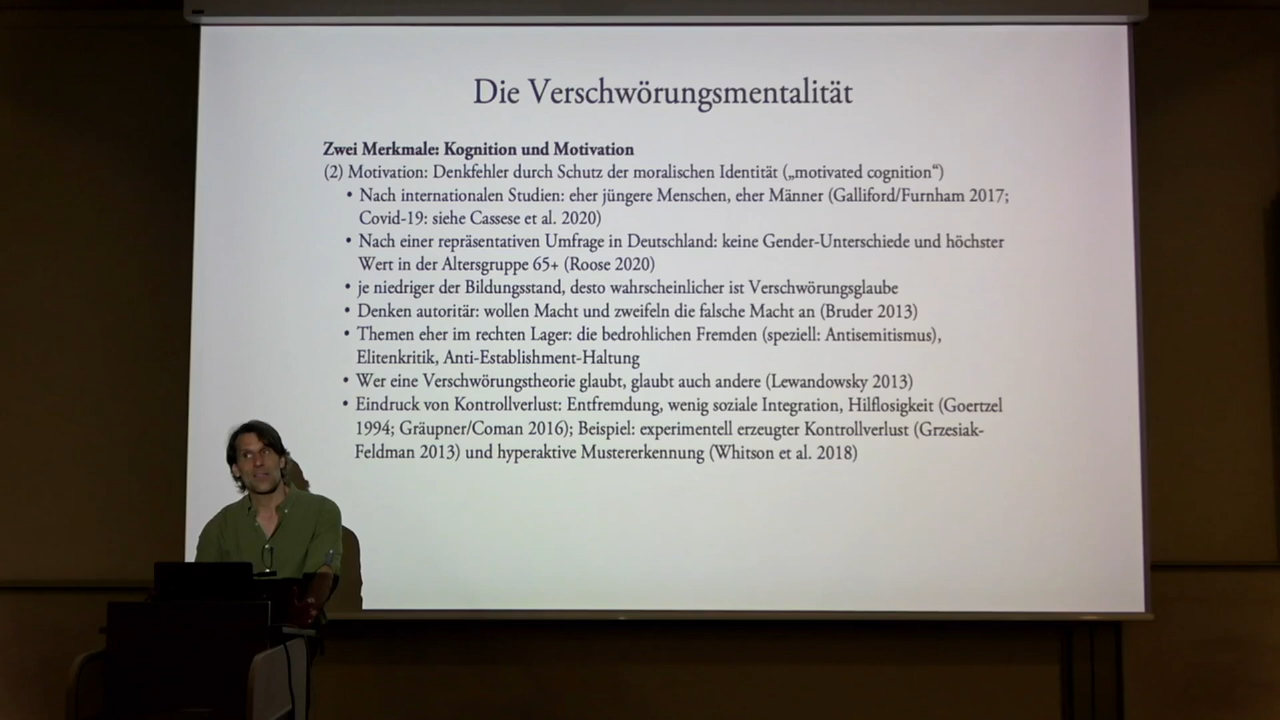 Die Verschwörungsmentalität
Zwei Merkmale: Kognition und Motivation
(2) Motivation: Denkfehler durch Schutz der moralischen Identität („motivated cognition“)
• Nach internationalen Studien: eher jüngere Menschen, eher Männer (Galliford/Furnham 2017;
Covid-19: siehe Cassese et al. 2020)
• Nach einer repräsentativen Umfrage in Deutschland: keine Gender-Unterschiede und höchster
Wert in der Altersgruppe 65+ (Roose 2020)
• je niedriger der Bildungsstand, desto wahrscheinlicher ist Verschwörungsglaube
• Denken autoritär: wollen Macht und zweifeln die falsche Macht an (Bruder 2013)
• Themen eher im rechten Lager: die bedrohlichen Fremden (speziell: Antisemitismus),
Elitenkritik, Anti-Establishment-Haltung
• Wer eine Verschwörungstheorie glaubt, glaubt auch andere (Lewandowsky 2013)
• Eindruck von Kontrollverlust: Entfremdung, wenig soziale Integration, Hilflosigkeit (Goertzel
1994; Gräupner/Coman 2016); Beispiel: experimentell erzeugter Kontrollverlust (Grzesiak-
Feldman 2013) und hyperaktive Mustererkennung (Whitson et al. 2018)